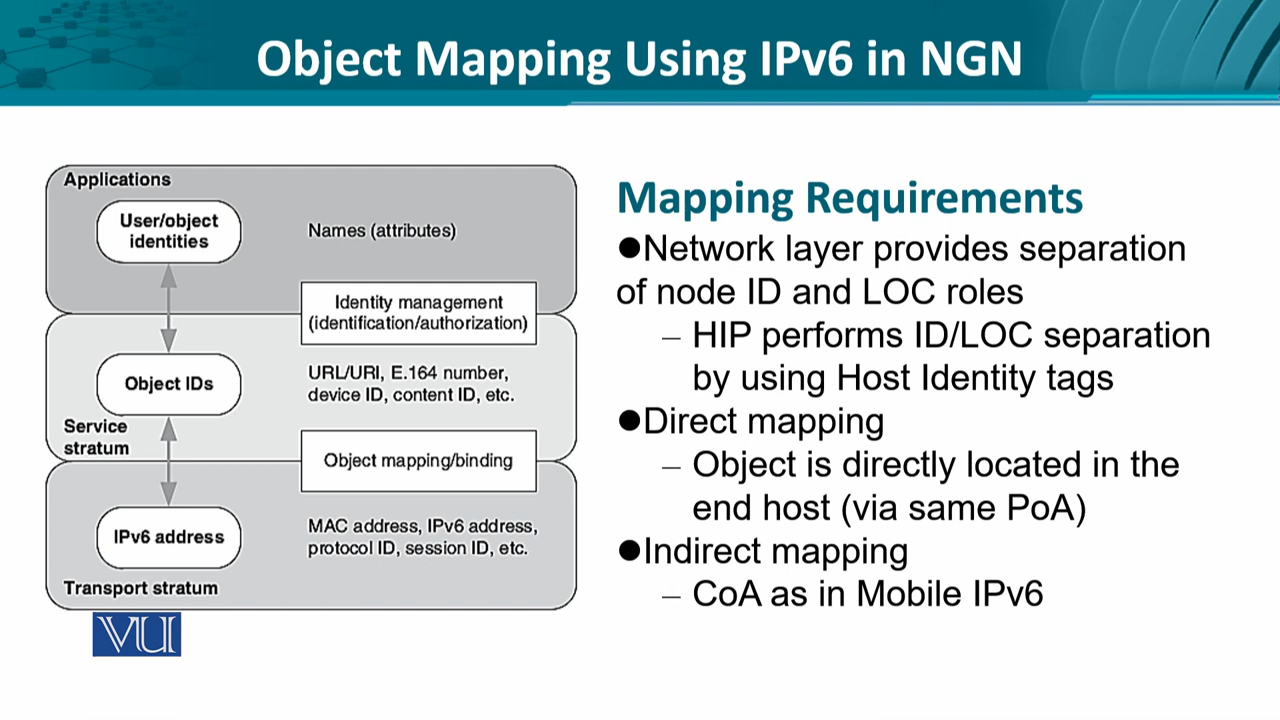 Object Mapping Using IPv6 in NGN
Applications
User/object
identities
Names (attributes)
Identity management
(identification/authorization)
Object IDs
URL/URI, E.164 number,
device ID, content ID, etc.
Service
stratum
Object mapping/binding
IPv6 address
MAC address, IPv6 address,
protocol ID, session ID, etc.
Transport stratum
VU
Mapping Requirements
●Network layer provides separation
of node ID and LOC roles
– HIP performs ID/LOC separation
by using Host Identity tags
●Direct mapping
– Object is directly located in the
end host (via same PoA)
●Indirect mapping
– CoA as in Mobile IPv6